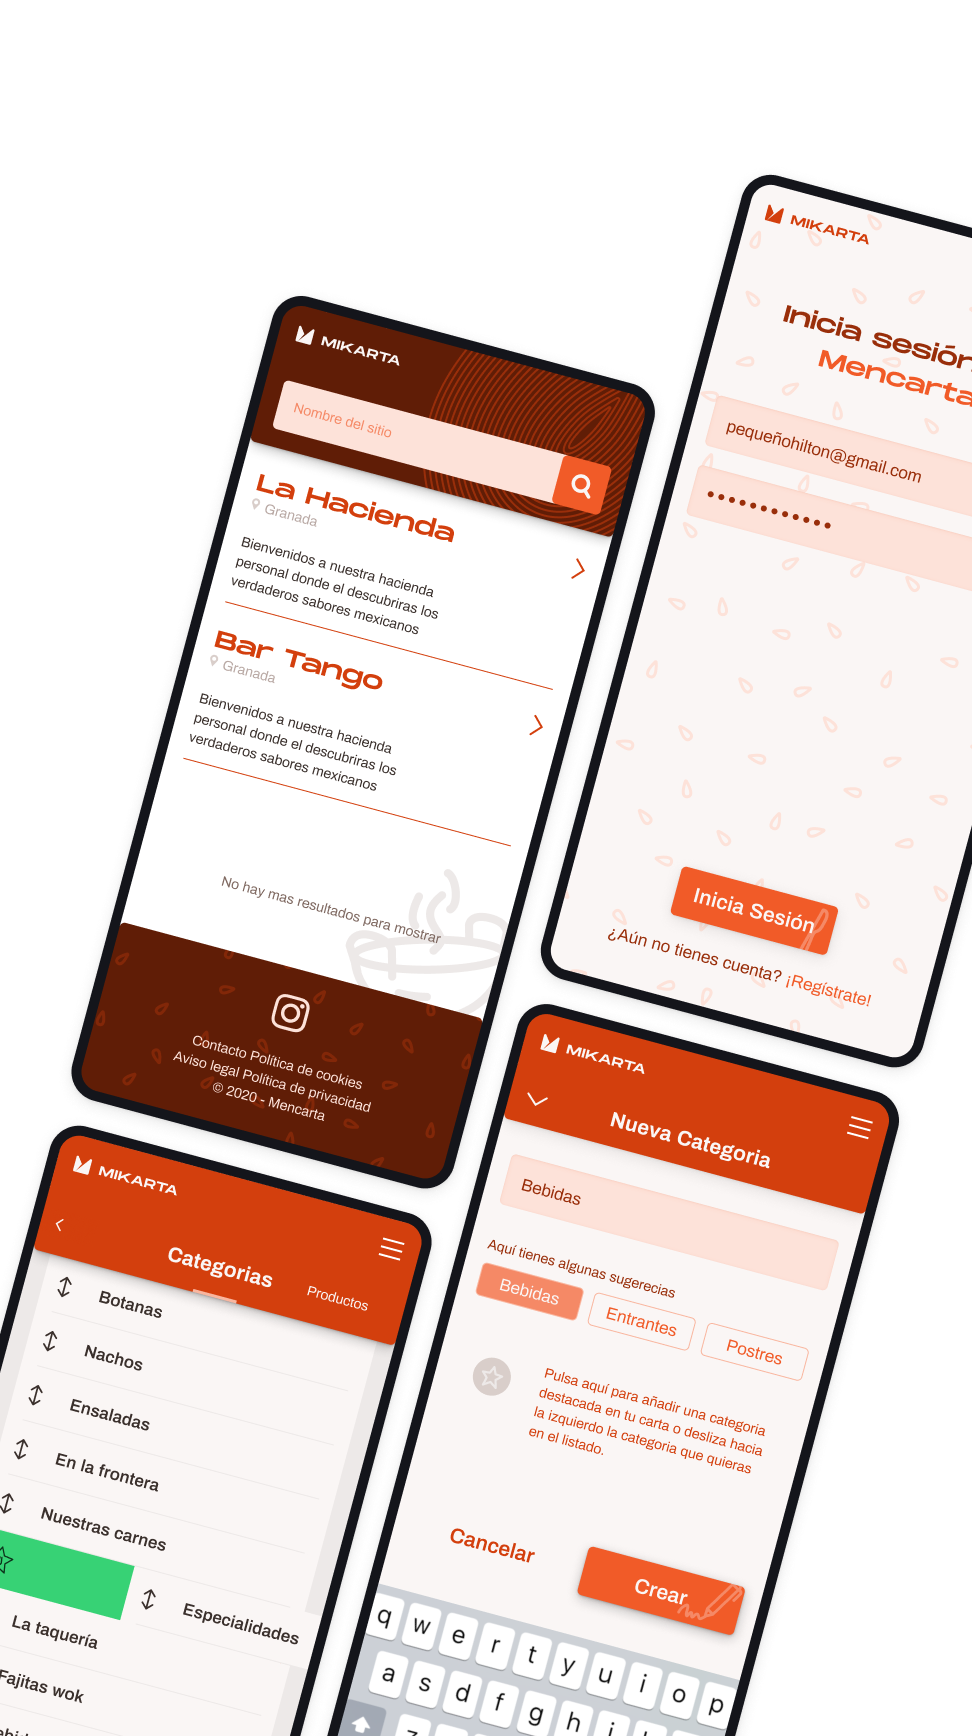 MIKARTA
Inicia sesión
Mencarta
pequeñohilton@gmail.com
Inicia Sesión
¿Aún no tienes cuenta? ¡Regístrate!
MIKARTA
Nombre del sitio
La Hacienda
Granada
Bienvenidos a nuestra hacienda
personal donde el descubriras los
verdaderos sabores mexicanos
Bar Tango
Granada
Bienvenidos a nuestra hacienda
personal donde el descubriras los
verdaderos sabores mexicanos
No hay mas resultados para mostrar
Contacto Política de cookies
Aviso legal Política de privacidad
© 2020 - Mencarta
MIKARTA
Nueva Categoria
Bebidas
Aquí tienes algunas sugerecias
Bebidas Entrantes Postres
Pulsa aquí para añadir una categoria
destacada en tu carta o desliza hacia
la izquierdo la categoria que quieras
en el listado.
Cancelar Crear
q w e r t y u i o p
a s d f g h j
MIKARTA
Categorias Productos
Botanas
Nachos
Ensaladas
En la frontera
Nuestras carnes
Especialidades
La taquería
Fajitas wok